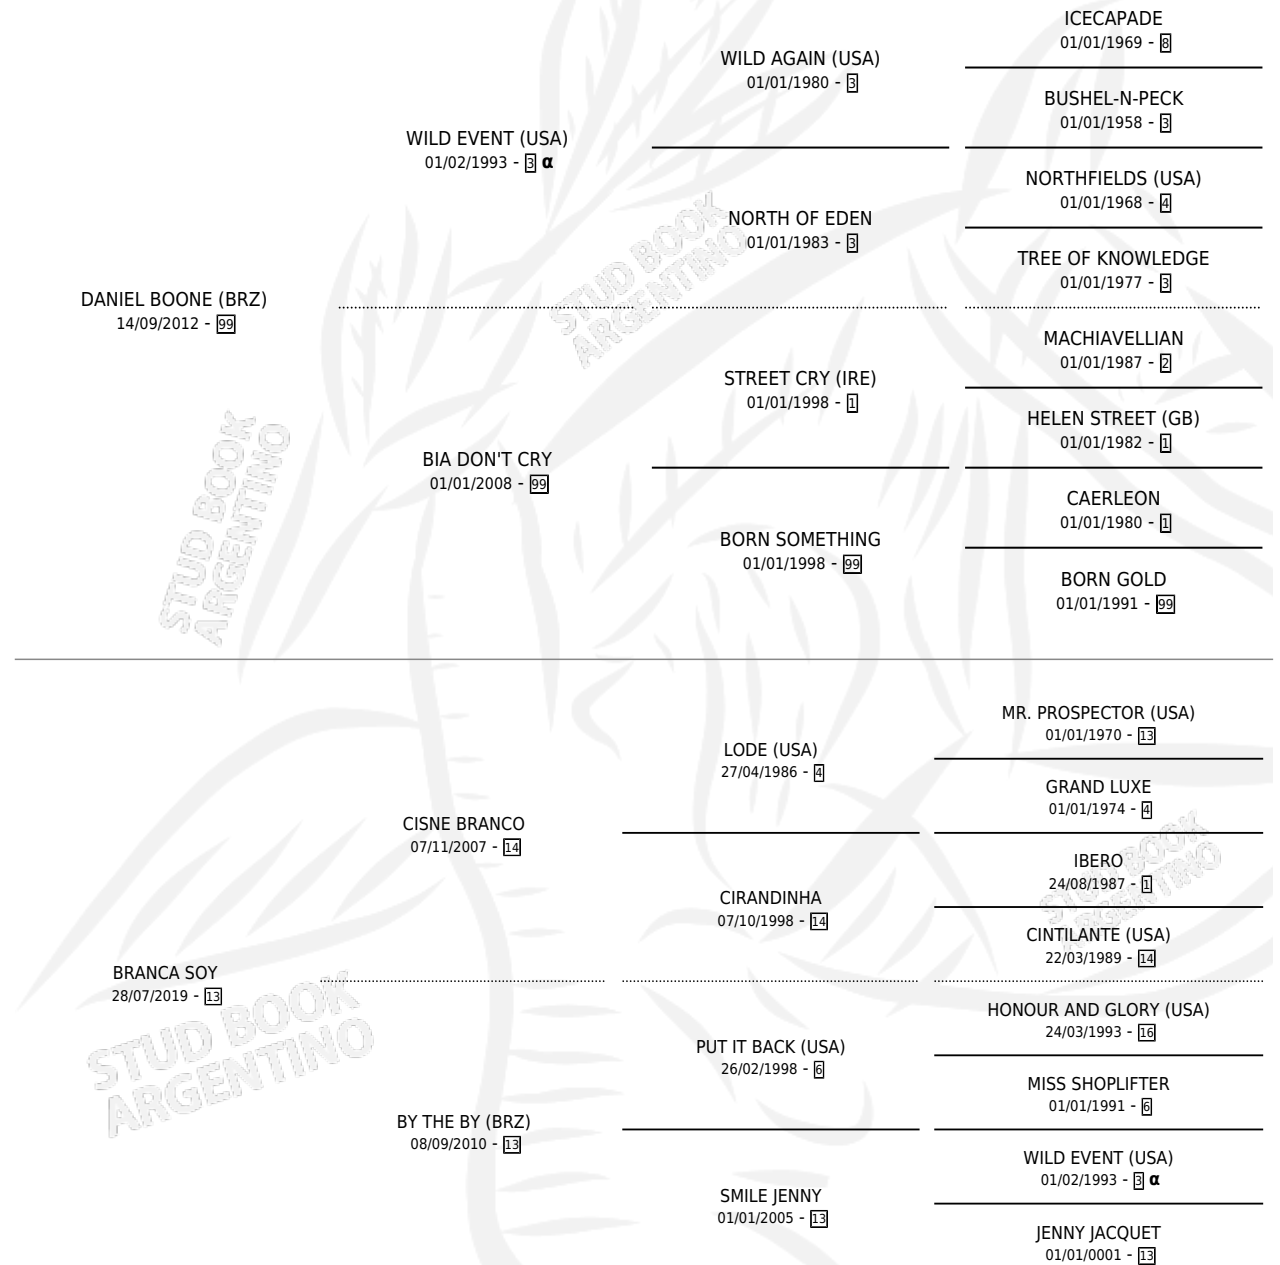 ICECAPADE
01/01/1969 - 8
WILD AGAIN (USA)
01/01/1980 - 3
BUSHEL-N-PECK
01/01/1958 - 3
WILD EVENT (USA)
01/02/1993 - 3 α
NORTHFIELDS (USA)
01/01/1968 - 4
NORTH OF EDEN
01/01/1983 - 3
TREE OF KNOWLEDGE
01/01/1977 - 3
DANIEL BOONE (BRZ)
14/09/2012 - 99
MACHIAVELLIAN
01/01/1987 - 2
STREET CRY (IRE)
01/01/1998 - 1
HELEN STREET (GB)
01/01/1982 - 1
BIA DON'T CRY
01/01/2008 - 99
CAERLEON
01/01/1980 - 1
BORN SOMETHING
01/01/1998 - 99
BORN GOLD
01/01/1991 - 99
MR. PROSPECTOR (USA)
01/01/1970 - 13
LODE (USA)
27/04/1986 - 4
GRAND LUXE
01/01/1974 - 4
CISNE BRANCO
07/11/2007 - 14
IBERO
24/08/1987 - 1
CIRANDINHA
07/10/1998 - 14
CINTILANTE (USA)
22/03/1989 - 14
BRANCA SOY
28/07/2019 - 13
HONOUR AND GLORY (USA)
24/03/1993 - 16
PUT IT BACK (USA)
26/02/1998 - 6
MISS SHOPLIFTER
01/01/1991 - 6
BY THE BY (BRZ)
08/09/2010 - 13
WILD EVENT (USA)
01/02/1993 - 3 α
SMILE JENNY
01/01/2005 - 13
JENNY JACQUET
01/01/0001 - 13
STUD BOOK
ARGENTINO
STUD BOOK
ARGENTINO
STUD BOOK
ARGENTINO
STUD BOOK
ARGENTINO